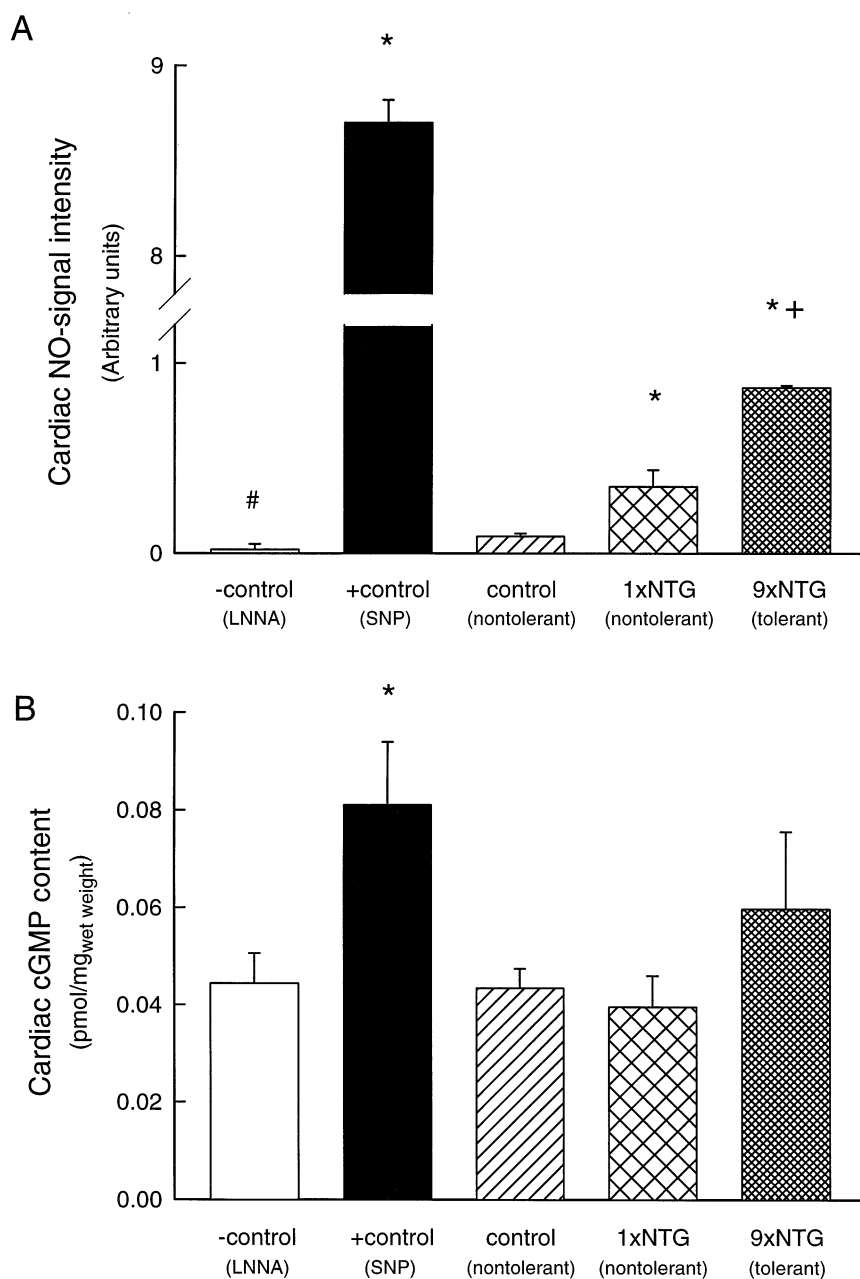 A
Cardiac NO-signal intensity
(Arbitrary units)
9
8
1
0
#
*
*
* +
-control
(LNNA)
+control
(SNP)
control
(nontolerant)
1xNTG
(nontolerant)
9xNTG
(tolerant)
B
Cardiac cGMP content
(pmol/mgwet weight)
0.10
0.08
0.06
0.04
0.02
0.00
*
-control
(LNNA)
+control
(SNP)
control
(nontolerant)
1xNTG
(nontolerant)
9xNTG
(tolerant)